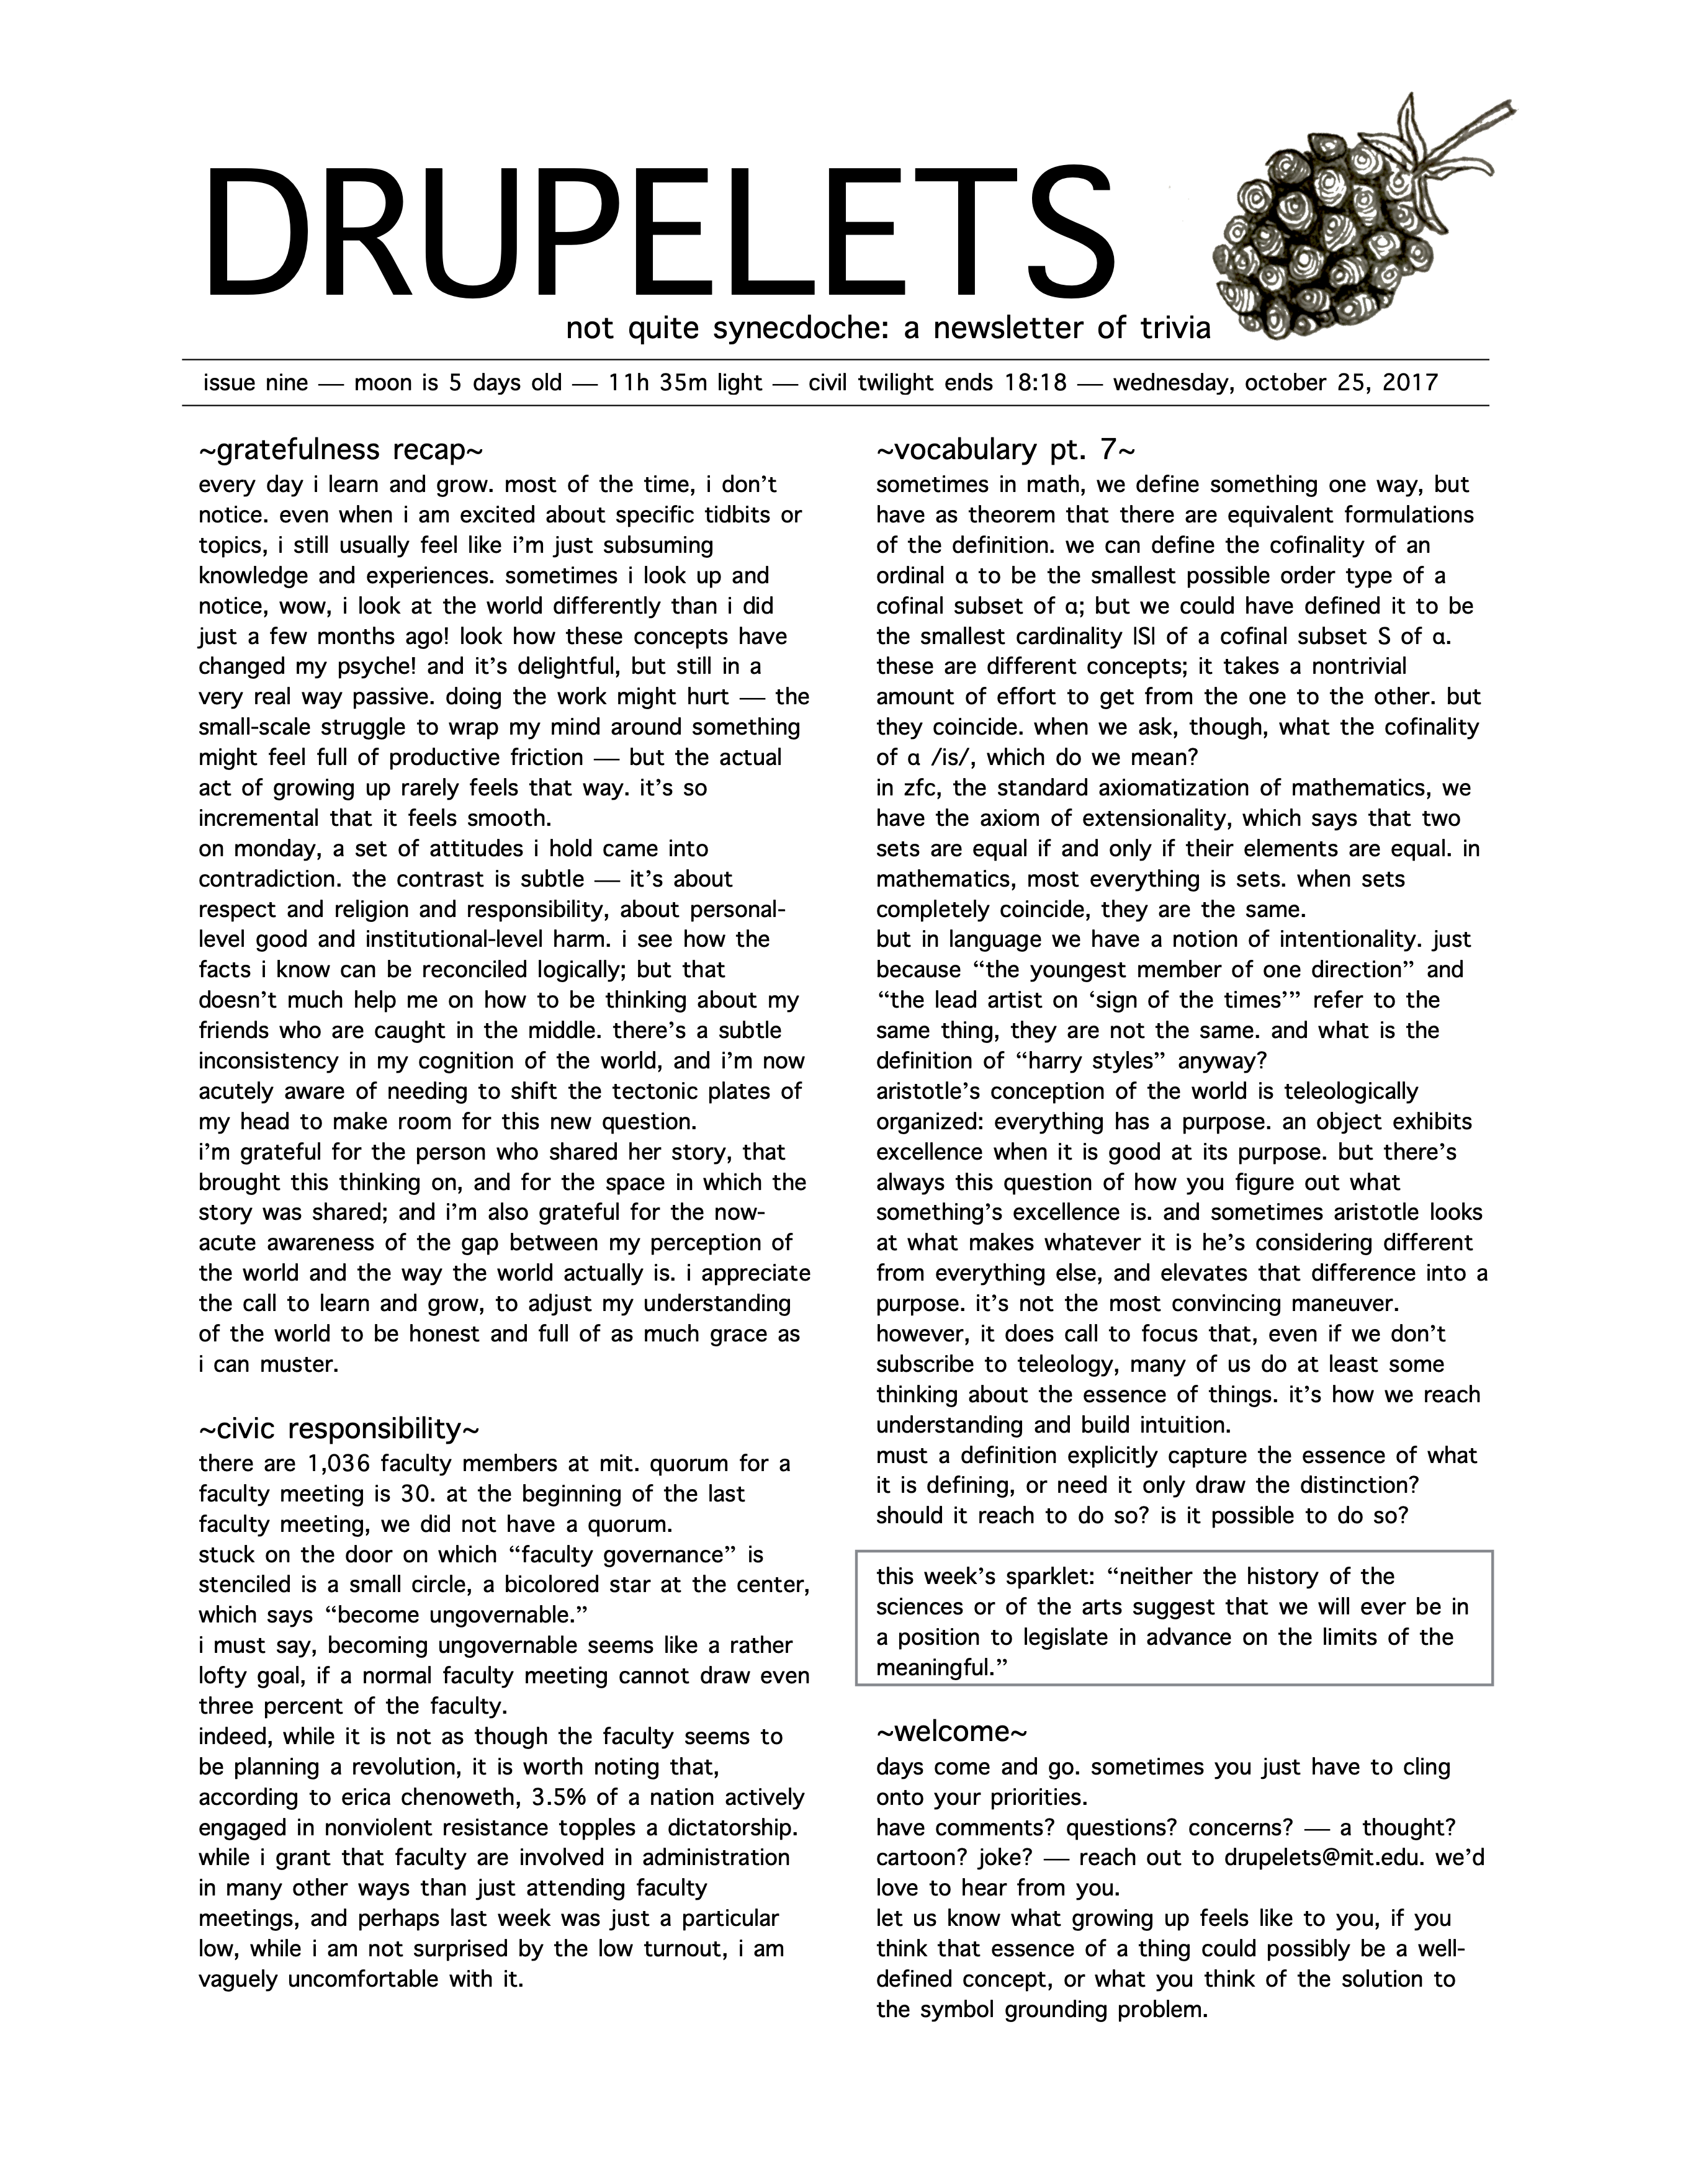 DRUPELETS
not quite synecdoche: a newsletter of trivia
issue nine — moon is 5 days old — 11h 35m light — civil twilight ends 18:18 — wednesday, october 25, 2017
~gratefulness recap~
every day i learn and grow. most of the time, i don’t
notice. even when i am excited about specific tidbits or
topics, i still usually feel like i’m just subsuming
knowledge and experiences. sometimes i look up and
notice, wow, i look at the world differently than i did
just a few months ago! look how these concepts have
changed my psyche! and it’s delightful, but still in a
very real way passive. doing the work might hurt — the
small-scale struggle to wrap my mind around something
might feel full of productive friction — but the actual
act of growing up rarely feels that way. it’s so
incremental that it feels smooth.
on monday, a set of attitudes i hold came into
contradiction. the contrast is subtle — it’s about
respect and religion and responsibility, about personal-
level good and institutional-level harm. i see how the
facts i know can be reconciled logically; but that
doesn’t much help me on how to be thinking about my
friends who are caught in the middle. there’s a subtle
inconsistency in my cognition of the world, and i’m now
acutely aware of needing to shift the tectonic plates of
my head to make room for this new question.
i’m grateful for the person who shared her story, that
brought this thinking on, and for the space in which the
story was shared; and i’m also grateful for the now-
acute awareness of the gap between my perception of
the world and the way the world actually is. i appreciate
the call to learn and grow, to adjust my understanding
of the world to be honest and full of as much grace as
i can muster.
~civic responsibility~
there are 1,036 faculty members at mit. quorum for a
faculty meeting is 30. at the beginning of the last
faculty meeting, we did not have a quorum.
stuck on the door on which “faculty governance” is
stenciled is a small circle, a bicolored star at the center,
which says “become ungovernable.”
i must say, becoming ungovernable seems like a rather
lofty goal, if a normal faculty meeting cannot draw even
three percent of the faculty.
indeed, while it is not as though the faculty seems to
be planning a revolution, it is worth noting that,
according to erica chenoweth, 3.5% of a nation actively
engaged in nonviolent resistance topples a dictatorship.
while i grant that faculty are involved in administration
in many other ways than just attending faculty
meetings, and perhaps last week was just a particular
low, while i am not surprised by the low turnout, i am
vaguely uncomfortable with it.
~vocabulary pt. 7~
sometimes in math, we define something one way, but
have as theorem that there are equivalent formulations
of the definition. we can define the cofinality of an
ordinal α to be the smallest possible order type of a
cofinal subset of α; but we could have defined it to be
the smallest cardinality |S| of a cofinal subset S of α.
these are different concepts; it takes a nontrivial
amount of effort to get from the one to the other. but
they coincide. when we ask, though, what the cofinality
of α /is/, which do we mean?
in zfc, the standard axiomatization of mathematics, we
have the axiom of extensionality, which says that two
sets are equal if and only if their elements are equal. in
mathematics, most everything is sets. when sets
completely coincide, they are the same.
but in language we have a notion of intentionality. just
because “the youngest member of one direction” and
“the lead artist on ‘sign of the times’” refer to the
same thing, they are not the same. and what is the
definition of “harry styles” anyway?
aristotle’s conception of the world is teleologically
organized: everything has a purpose. an object exhibits
excellence when it is good at its purpose. but there’s
always this question of how you figure out what
something’s excellence is. and sometimes aristotle looks
at what makes whatever it is he’s considering different
from everything else, and elevates that difference into a
purpose. it’s not the most convincing maneuver.
however, it does call to focus that, even if we don’t
subscribe to teleology, many of us do at least some
thinking about the essence of things. it’s how we reach
understanding and build intuition.
must a definition explicitly capture the essence of what
it is defining, or need it only draw the distinction?
should it reach to do so? is it possible to do so?
this week’s sparklet: “neither the history of the
sciences or of the arts suggest that we will ever be in
a position to legislate in advance on the limits of the
meaningful.”
~welcome~
days come and go. sometimes you just have to cling
onto your priorities.
have comments? questions? concerns? — a thought?
cartoon? joke? — reach out to drupelets@mit.edu. we’d
love to hear from you.
let us know what growing up feels like to you, if you
think that essence of a thing could possibly be a well-
defined concept, or what you think of the solution to
the symbol grounding problem.